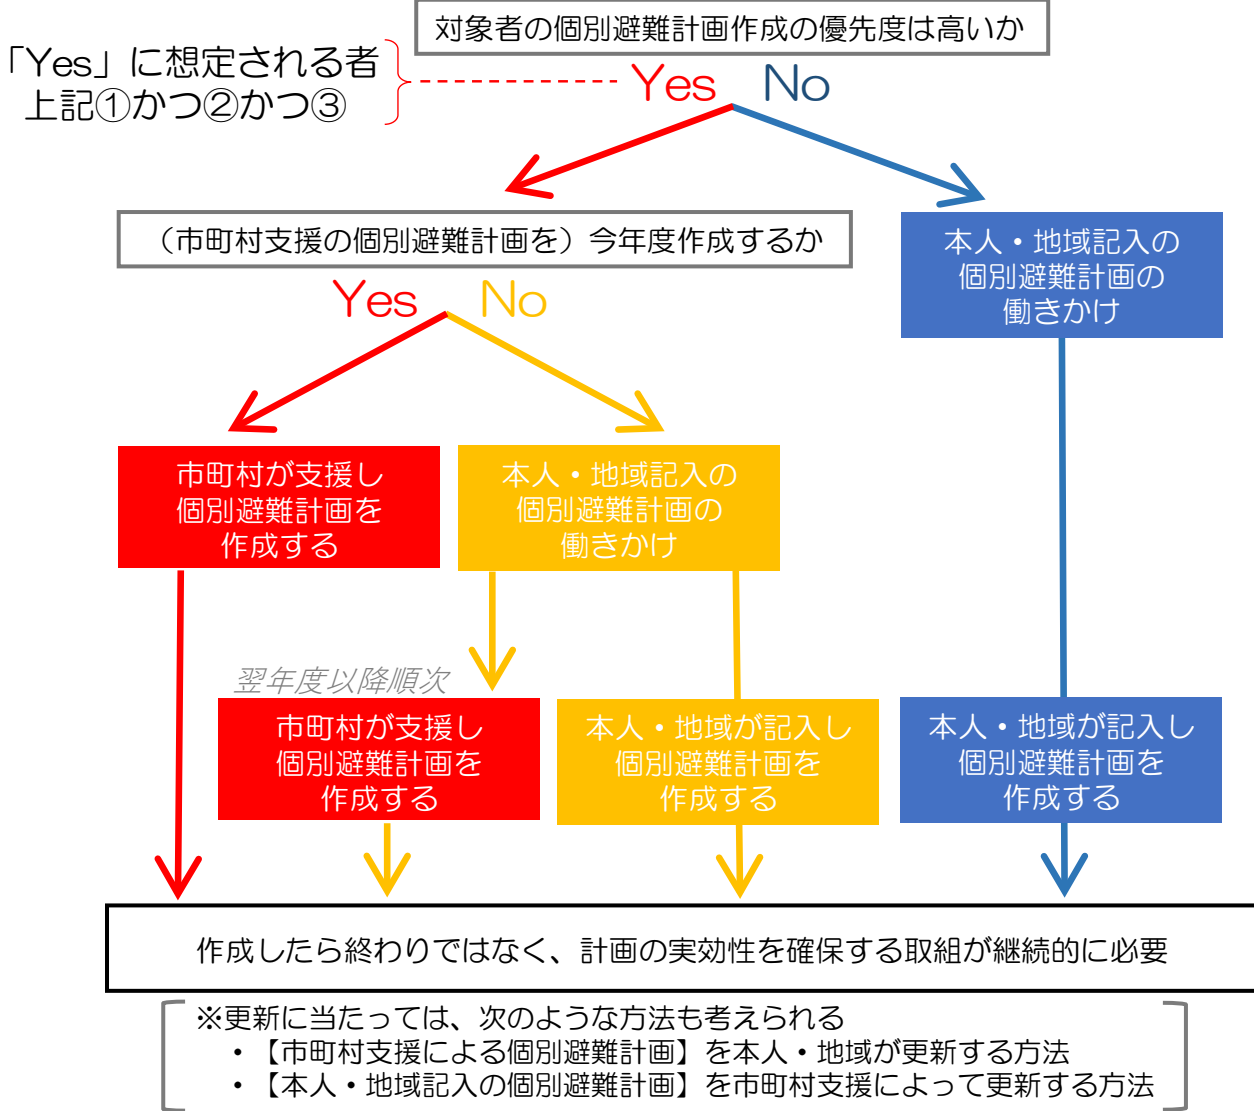 対象者の個別避難計画作成の優先度は高いか
「Yes」に想定される者
上記①かつ②かつ③
Yes No
（市町村支援の個別避難計画を）今年度作成するか
Yes No
本人・地域記入の
個別避難計画の
働きかけ
市町村が支援し
個別避難計画を
作成する
本人・地域記入の
個別避難計画の
働きかけ
翌年度以降順次
市町村が支援し
個別避難計画を
作成する
本人・地域が記入し
個別避難計画を
作成する
本人・地域が記入し
個別避難計画を
作成する
作成したら終わりではなく、計画の実効性を確保する取組が継続的に必要
※更新に当たっては、次のような方法も考えられる
・【市町村支援による個別避難計画】を本人・地域が更新する方法
・【本人・地域記入の個別避難計画】を市町村支援によって更新する方法